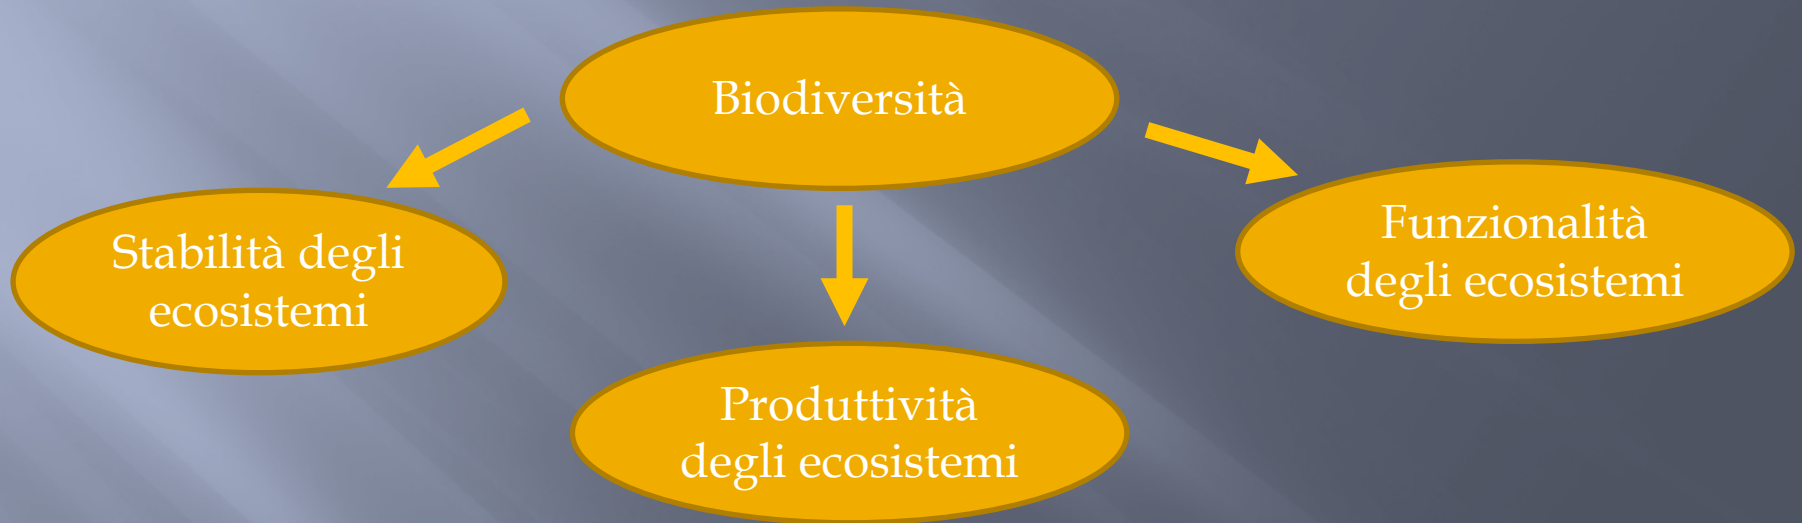 Biodiversità
Stabilità degli
ecosistemi
Produttività
degli ecosistemi
Funzionalità
degli ecosistemi